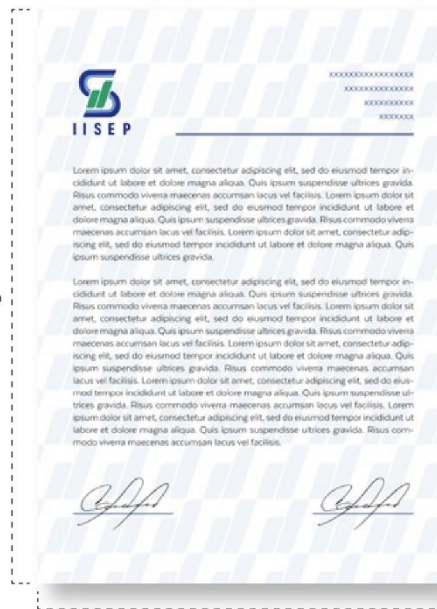 IISEP
xxxxxxxxxxxxxxxxx
xxxxxxxxxxxxxx
xxxxxxxxxx
xxxxxxx
Lorem ipsum dolor sit amet, consectetur adipiscing elit, sed do eiusmod tempor in-
cididunt ut labore et dolore magna aliqua. Quis ipsum suspendisse ultrices gravida.
Risus commodo viverra maecenas accumsan lacus vel facilisis. Lorem ipsum dolor sit
amet, consectetur adipiscing elit, sed do eiusmod tempor incididunt ut labore et
dolore magna aliqua. Quis ipsum suspendisse ultrices gravida. Risus commodo viverra
maecenas accumsan lacus vel facilisis. Lorem ipsum dolor sit amet, consectetur adip-
iscing elit, sed do eiusmod tempor incididunt ut labore et dolore magna aliqua. Quis
ipsum suspendisse ultrices gravida.
Lorem ipsum dolor sit amet, consectetur adipiscing elit, sed do eiusmod tempor in-
cididunt ut labore et dolore magna aliqua. Quis ipsum suspendisse ultrices gravida.
Risus commodo viverra maecenas accumsan lacus vel facilisis. Lorem ipsum dolor sit
amet, consectetur adipiscing elit, sed do eiusmod tempor incididunt ut labore et
dolore magna aliqua. Quis ipsum suspendisse ultrices gravida. Risus commodo viverra
maecenas accumsan lacus vel facilisis. Lorem ipsum dolor sit amet, consectetur adip-
iscing elit, sed do eiusmod tempor incididunt ut labore et dolore magna aliqua. Quis
ipsum suspendisse ultrices gravida. Risus commodo viverra maecenas accumsan
lacus vel facilisis. Lorem ipsum dolor sit amet, consectetur adipiscing elit, sed do eius-
mod tempor incididunt ut labore et dolore magna aliqua. Quis ipsum suspendisse ul-
trices gravida. Risus commodo viverra maecenas accumsan lacus vel facilisis. Lorem
ipsum dolor sit amet, consectetur adipiscing elit, sed do eiusmod tempor incididunt ut
labore et dolore magna aliqua. Quis ipsum suspendisse ultrices gravida. Risus com-
modo viverra maecenas accumsan lacus vel facilisis.